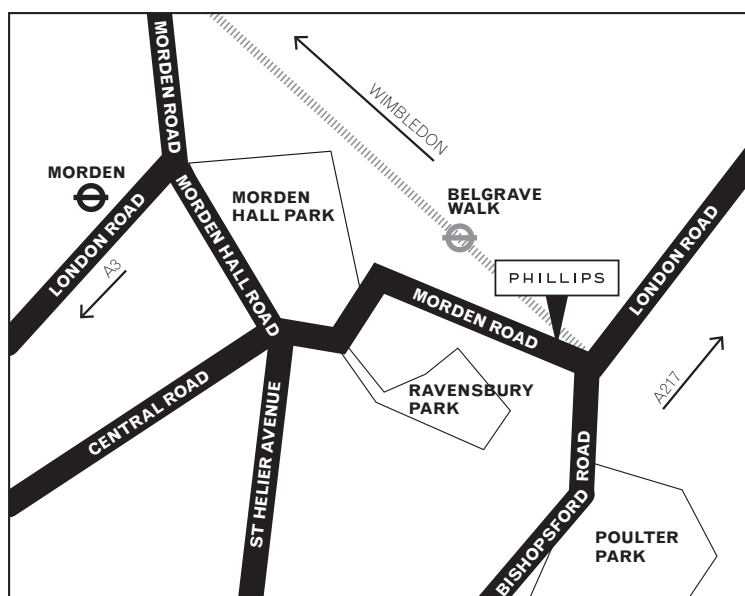 MORDEN ROAD
WIMBLEDON
MORDEN
MORDEN
HALL PARK
BELGRAVE
WALK
LONDON ROAD
MORDEN HALL ROAD
LONDON ROAD
A3
PHILLIPS
MORDEN ROAD
A217
RAVENSBURY
PARK
CENTRAL ROAD
ST HELIER AVENUE
BISHOPSFORD ROAD
POULTER
PARK